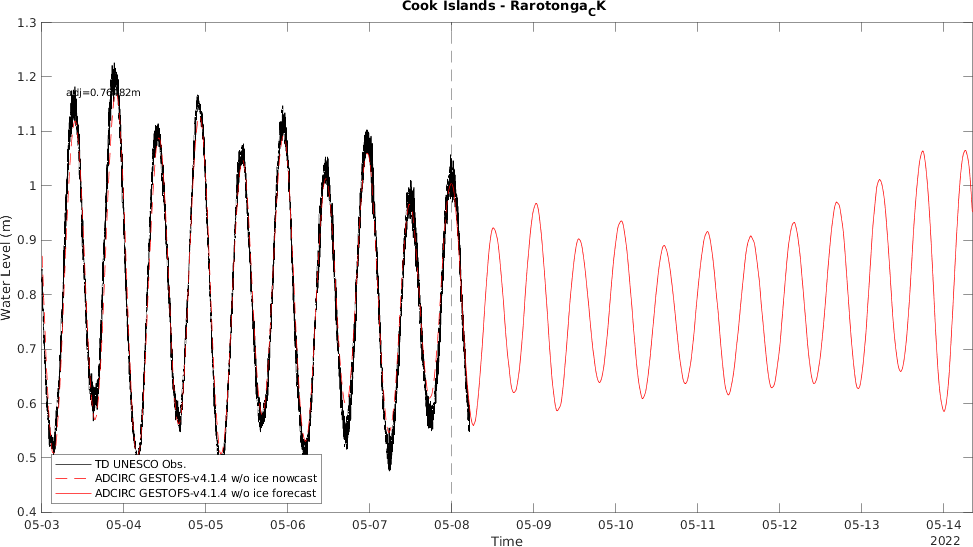 Cook Islands - Rarotonga_CK
1.3
1.2
1.1
1
0.9
0.8
0.7
0.6
0.5
0.4
Water Level (m)
TD UNESCO Obs.
ADCIRC GESTOFS-v4.1.4 w/o ice nowcast
ADCIRC GESTOFS-v4.1.4 w/o ice forecast
05-03 05-04 05-05 05-06 05-07 05-08 05-09 05-10 05-11 05-12 05-13 05-14
Time
2022